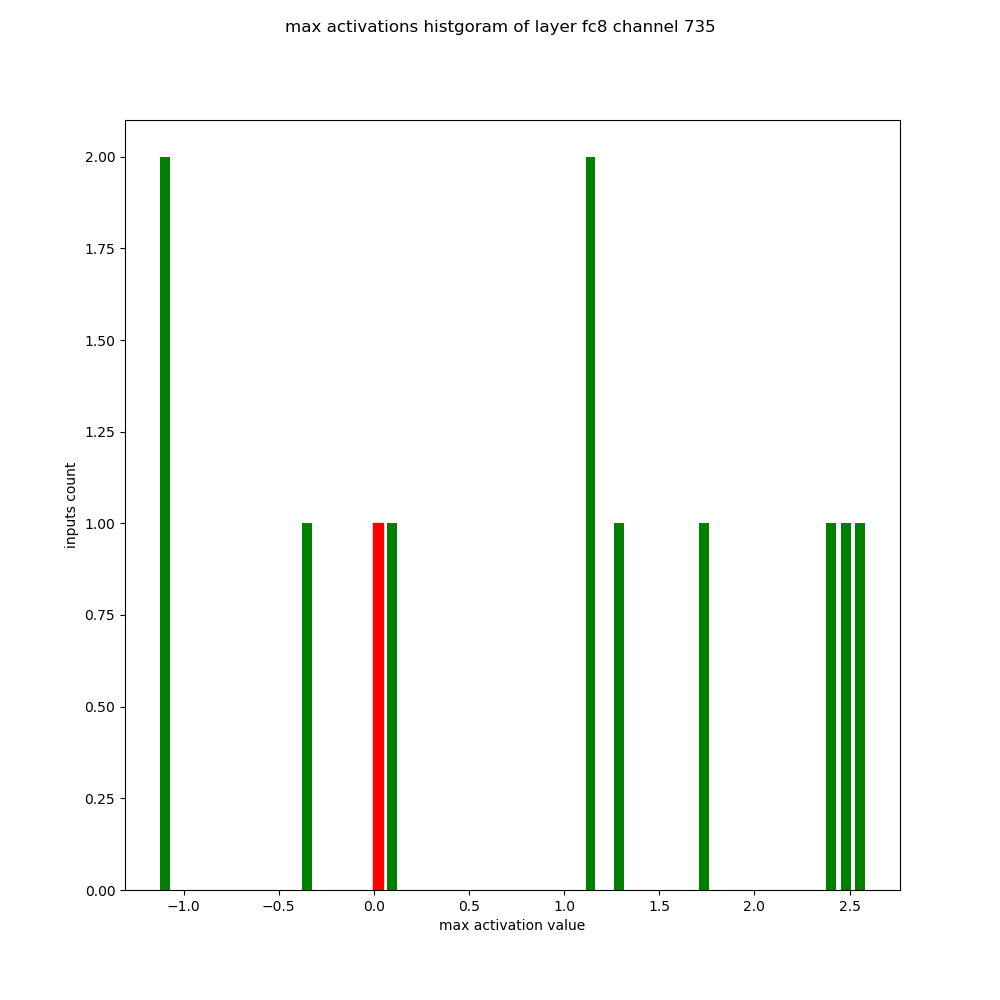 max activations histgoram of layer fc8 channel 735
2.00
1.75
1.50
1.25
1.00
0.75
0.50
0.25
0.00
inputs count
−1.0 −0.5 0.0 0.5 1.0 1.5 2.0 2.5
max activation value